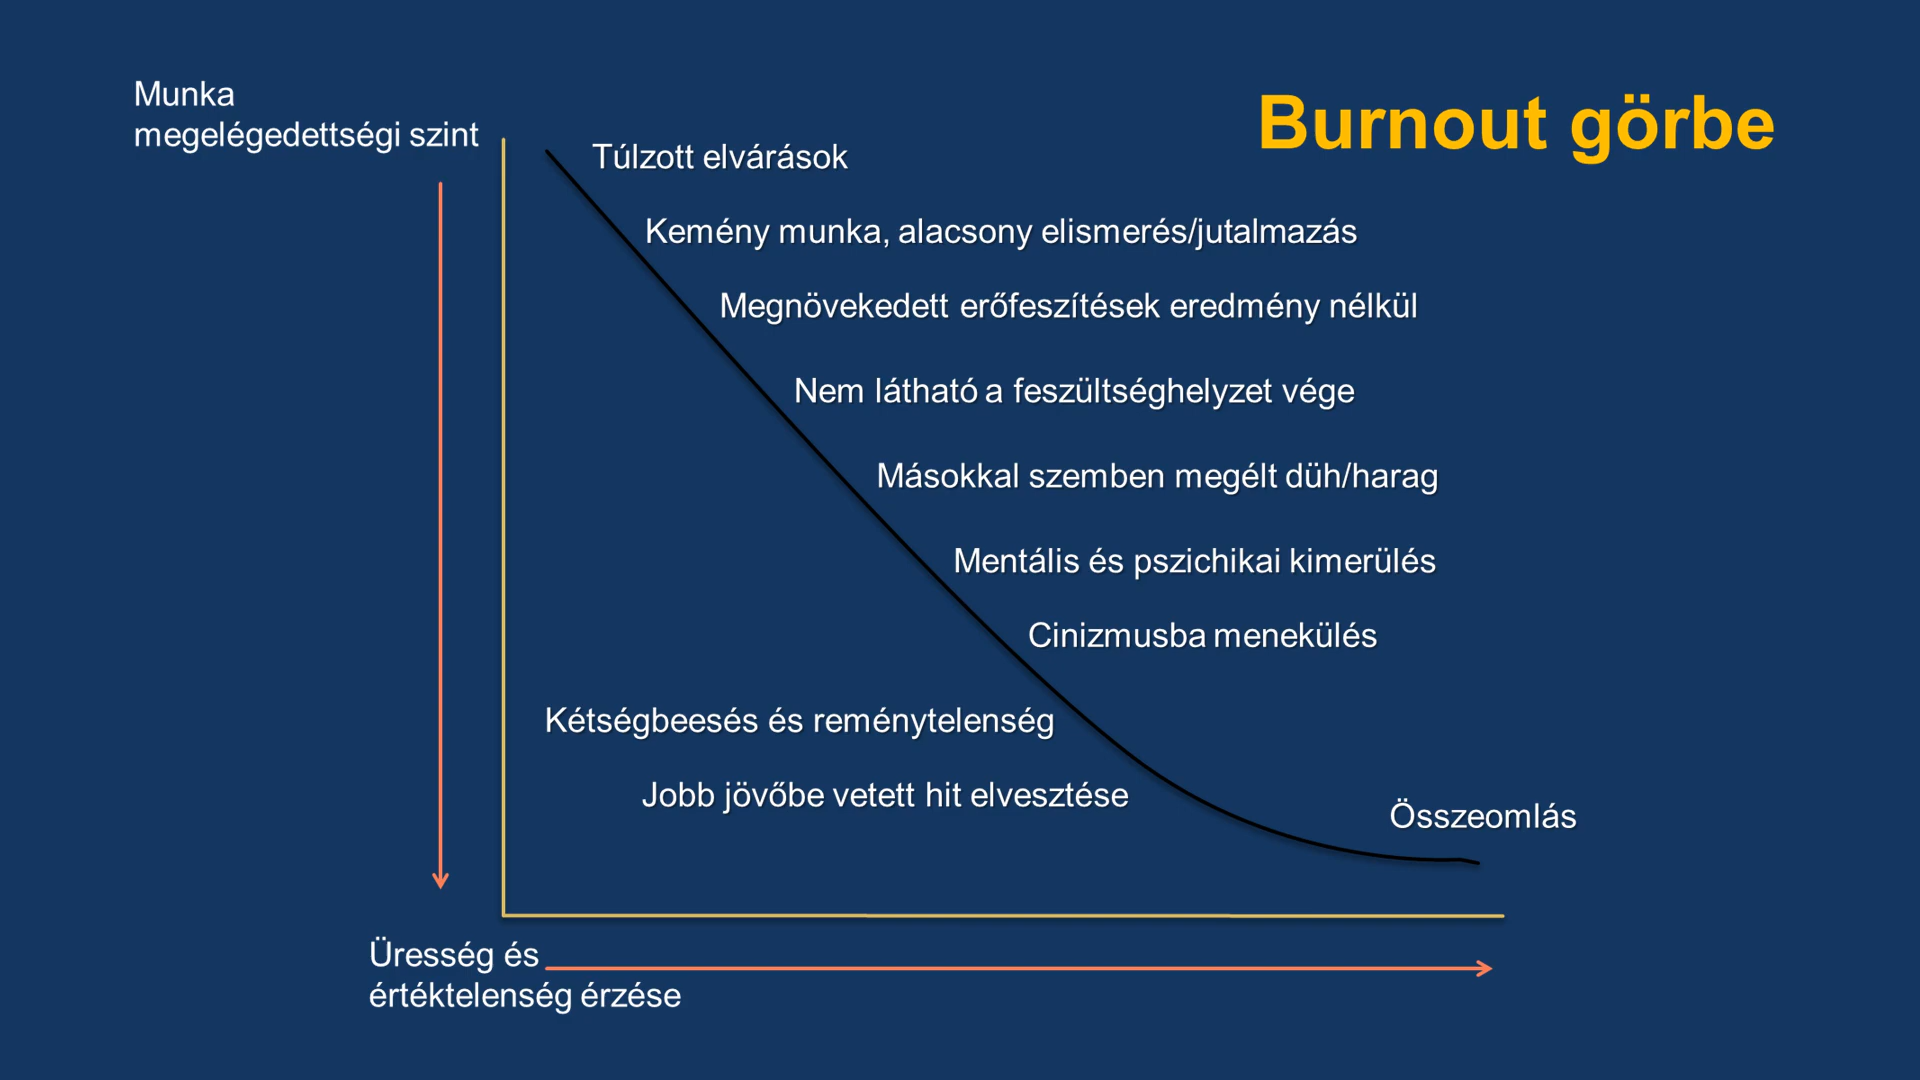 Munka
megelégedettségi szint
Burnout görbe
Túlzott elvárások
Kemény munka, alacsony elismerés/jutalmazás
Megnövekedett erőfeszítések eredmény nélkül
Nem látható a feszültséghelyzet vége
Másokkal szemben megélt düh/harag
Mentális és pszichikai kimerülés
Cinizmusba menekülés
Kétségbeesés és reménytelenség
Jobb jövőbe vetett hit elvesztése
Összeomlás
Üresség és
értéktelenség érzése